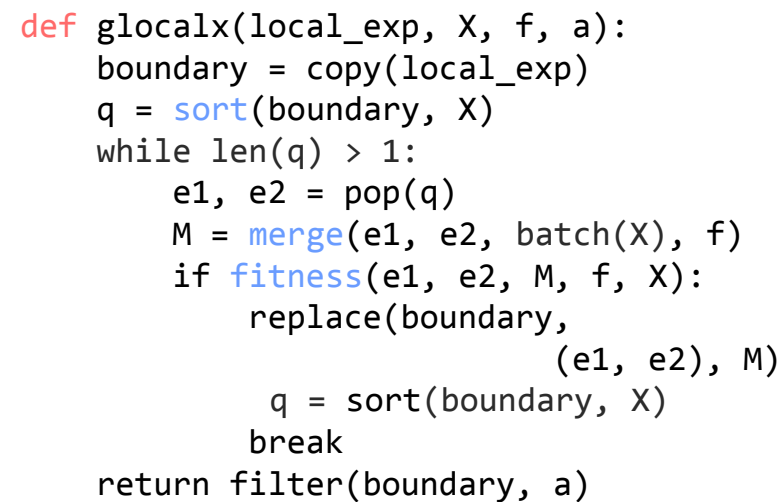 def glocalx(local_exp, X, f, a):
    boundary = copy(local_exp)
    q = sort(boundary, X)
    while len(q) > 1:
        e1, e2 = pop(q)
        M = merge(e1, e2, batch(X), f)
        if fitness(e1, e2, M, f, X):
            replace(boundary,
                           (e1, e2), M)
             q = sort(boundary, X)
            break
    return filter(boundary, a)